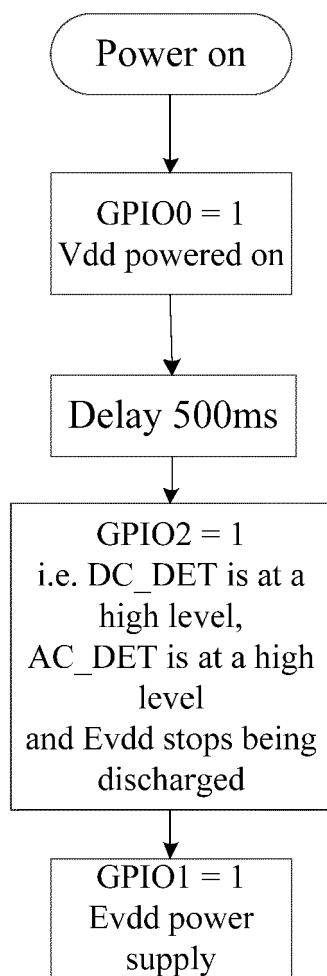 Power on
GPIO0 = 1
Vdd powered on
Delay 500ms
GPIO2 = 1
i.e. DC_DET is at a
high level,
AC_DET is at a high
level
and Evdd stops being
discharged
GPIO1 = 1
Evdd power
supply